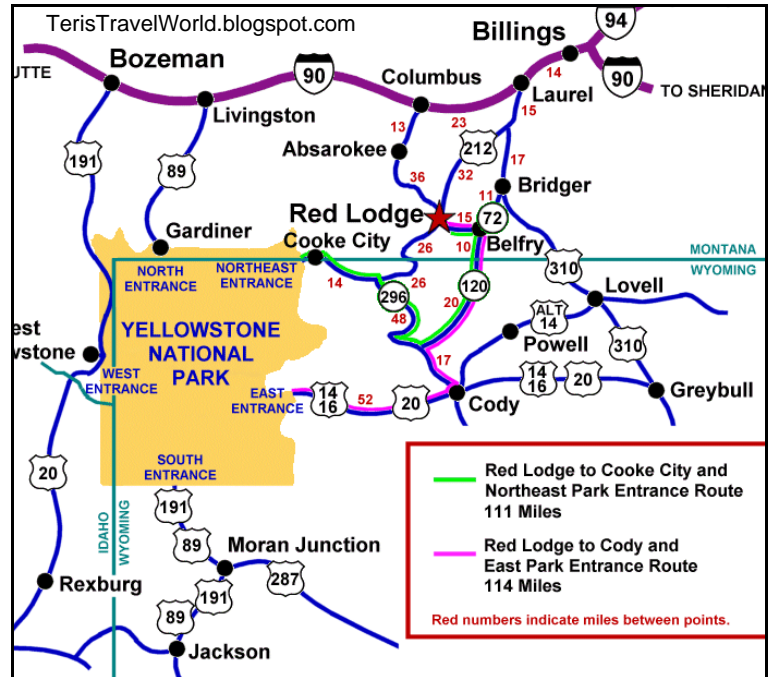 TerisTravelWorld.blogspot.com
94
Billings
Bozeman
90
UTTE
Columbus
14
90
TO SHERIDAN
Laurel
Livingston
15
23
13
191
89
Absarokee
212
17
32
36
Bridger
11
Red Lodge
15
72
Gardiner
Cooke City
26
10
Belfry
MONTANA
WYOMING
NORTH
ENTRANCE
NORTHEAST
ENTRANCE
14
26
310
296
120
20
48
Lovell
ALT
14
YELLOWSTONE
NATIONAL
PARK
est
wstone
Powell
310
17
WEST
ENTRANCE
EAST
ENTRANCE
14
16
52
20
Cody
14
16
20
Greybull
SOUTH
ENTRANCE
20
191
IDAHO
WYOMING
89
Moran Junction
Rexburg
191
287
89
Jackson
Red Lodge to Cooke City and
Northeast Park Entrance Route
111 Miles
Red Lodge to Cody and
East Park Entrance Route
114 Miles
Red numbers indicate miles between points.